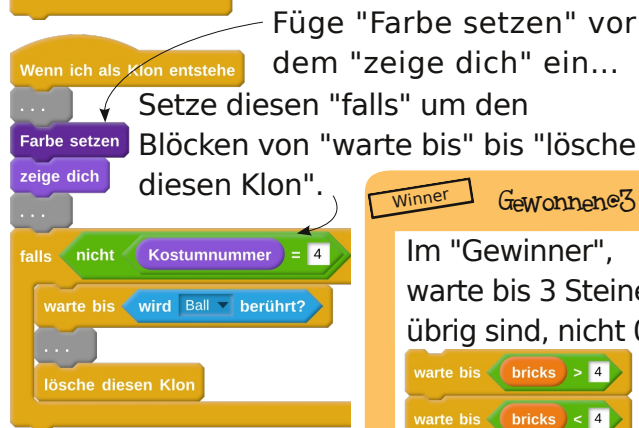 Füge "Farbe setzen" vor
dem "zeige dich" ein...
Wenn ich als Klon entstehe
. . .
Setze diesen "falls" um den
Farbe setzen
Blöcken von "warte bis" bis "lösche
zeige dich
diesen Klon".
. . .
falls nicht Kostumnummer = 4
warte bis wird Ball berührt?
. . .
lösche diesen Klon
Winner
Gewonnen@3
Im "Gewinner",
warte bis 3 Steine
übrig sind, nicht 0
warte bis bricks > 4
warte bis bricks < 4